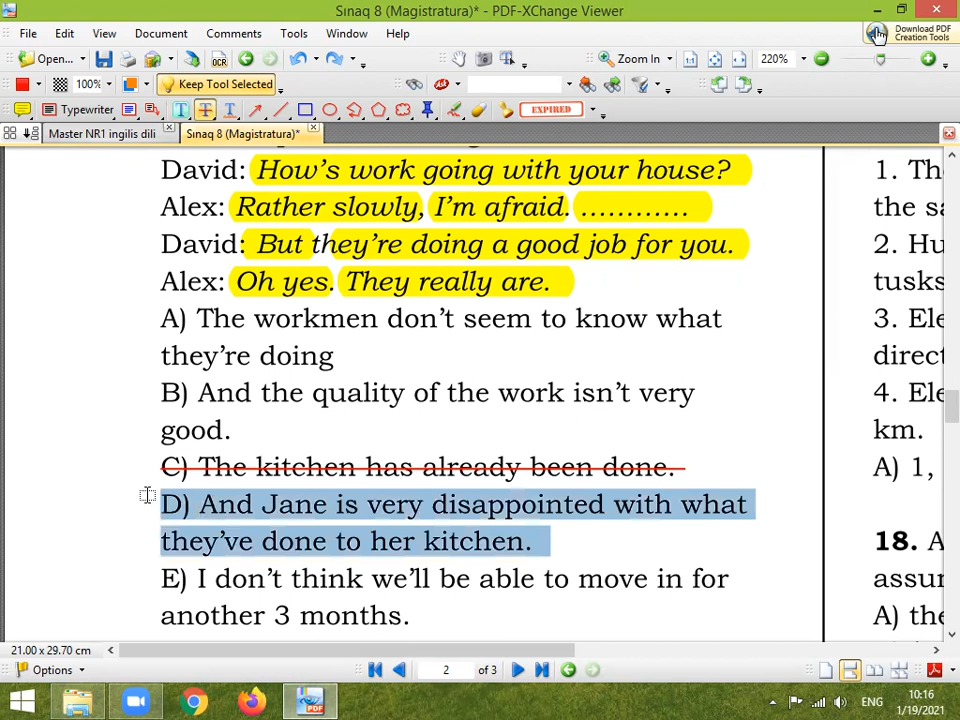 Sınaq 8 (Magistratura)* - PDF-XChange Viewer
File Edit View Document Comments Tools Window Help
Download PDF Creation Tools
Open... OCR Zoom In 220%
100% Keep Tool Selected
Typewriter EXPIRED
Master NR1 ingilis dili Sınaq 8 (Magistratura)*
David: How's work going with your house?
Alex: Rather slowly, I'm afraid. …………
David: But they're doing a good job for you.
Alex: Oh yes. They really are.
A) The workmen don't seem to know what
they're doing
B) And the quality of the work isn't very
good.
C) The kitchen has already been done.
D) And Jane is very disappointed with what
they've done to her kitchen.
E) I don't think we'll be able to move in for
another 3 months.
1. Th
the sa
2. Hu
tusks
3. Ele
direct
4. Ele
km.
A) 1,
18. A
assur
A) the
21.00 x 29.70 cm
Options 2 of 3
ENG
10:16
1/19/2021